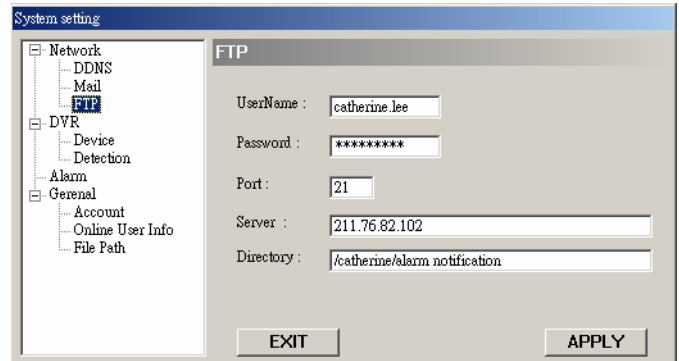 System setting
Network
DDNS
Mail
FTP
DVR
Device
Detection
Alarm
Gerenal
Account
Online User Info
File Path
FTP
UserName :
catherine.lee
Password :
*********
Port :
21
Server :
211.76.82.102
Directory :
/catherine/alarm notification
EXIT
APPLY